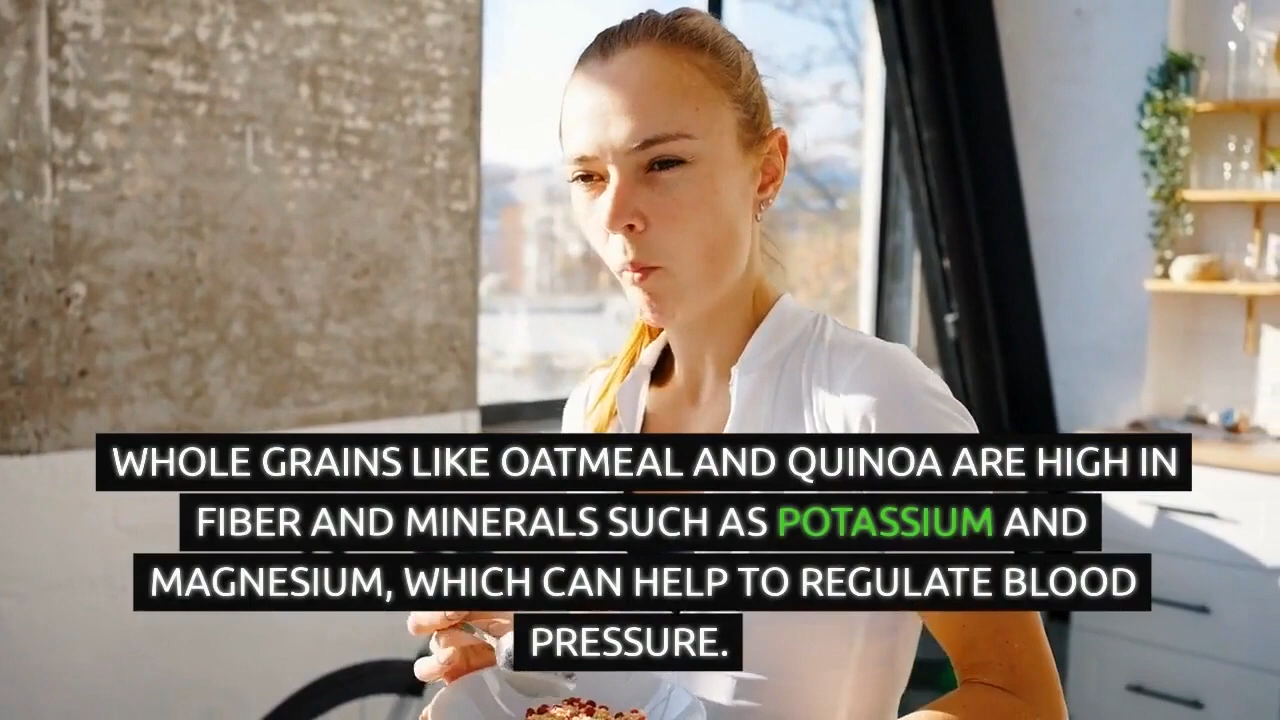 WHOLE GRAINS LIKE OATMEAL AND QUINOA ARE HIGH IN
FIBER AND MINERALS SUCH AS POTASSIUM AND
MAGNESIUM, WHICH CAN HELP TO REGULATE BLOOD
PRESSURE.